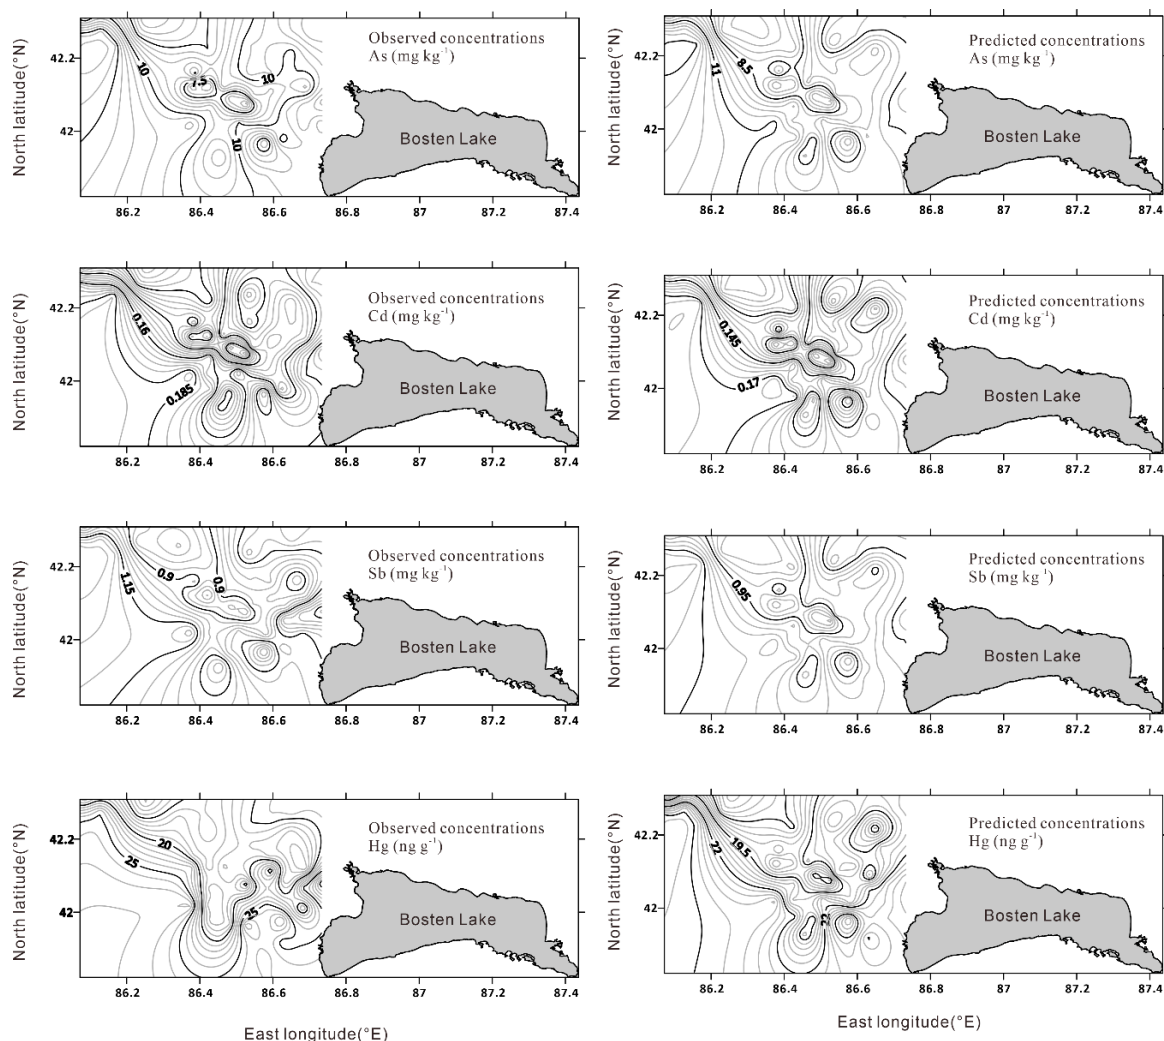 Observed concentrations
As (mg kg⁻¹)
North latitude(°N)
42.2
42
10
7.5
10
10
Bosten Lake
86.2 86.4 86.6 86.8 87 87.2 87.4
Predicted concentrations
As (mg kg⁻¹)
North latitude(°N)
42.2
42
11
8.5
Bosten Lake
86.2 86.4 86.6 86.8 87 87.2 87.4
Observed concentrations
Cd (mg kg⁻¹)
North latitude(°N)
42.2
42
0.16
0.185
Bosten Lake
86.2 86.4 86.6 86.8 87 87.2 87.4
Predicted concentrations
Cd (mg kg⁻¹)
North latitude(°N)
42.2
42
0.145
0.17
Bosten Lake
86.2 86.4 86.6 86.8 87 87.2 87.4
Observed concentrations
Sb (mg kg⁻¹)
North latitude(°N)
42.2
42
1.15
0.9
0.9
Bosten Lake
86.2 86.4 86.6 86.8 87 87.2 87.4
Predicted concentrations
Sb (mg kg⁻¹)
North latitude(°N)
42.2
42
0.95
Bosten Lake
86.2 86.4 86.6 86.8 87 87.2 87.4
Observed concentrations
Hg (ng g⁻¹)
North latitude(°N)
42.2
42
20
25
25
Bosten Lake
86.2 86.4 86.6 86.8 87 87.2 87.4
East longitude(°E)
Predicted concentrations
Hg (ng g⁻¹)
North latitude(°N)
42.2
42
22
19.5
22
Bosten Lake
86.2 86.4 86.6 86.8 87 87.2 87.4
East longitude(°E)